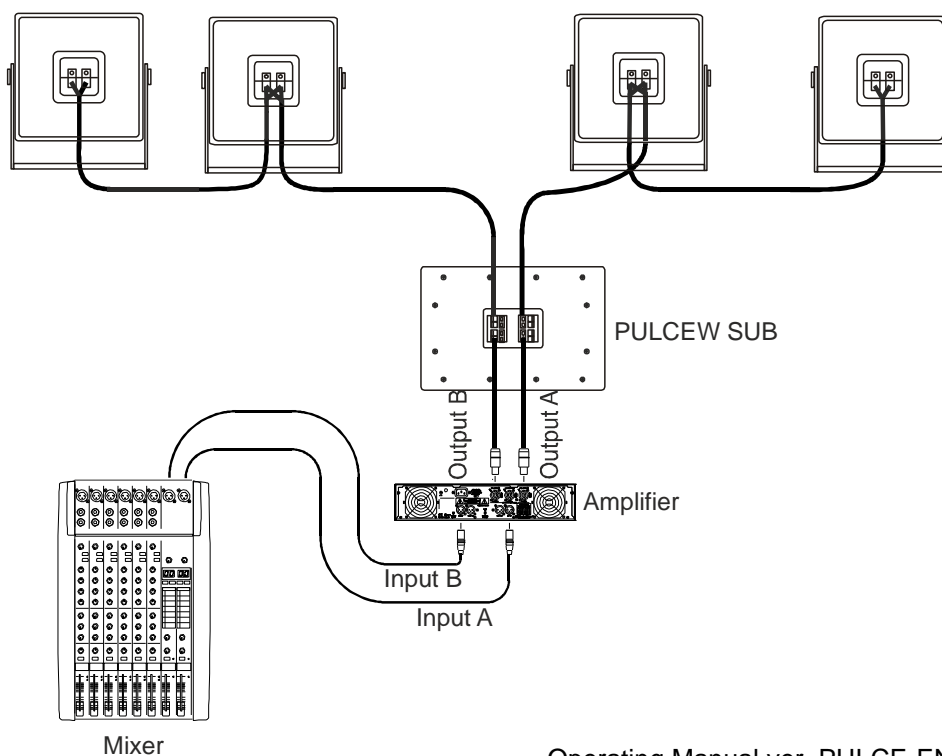 PULCEW SUB
Output B
Output A
Amplifier
Input B
Input A
Mixer